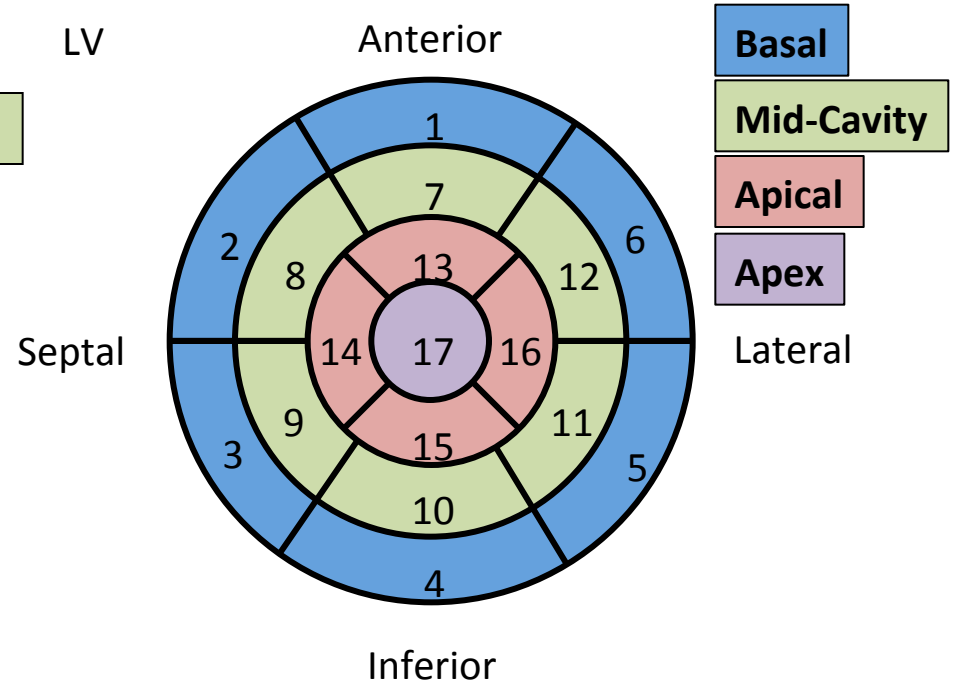 LV
Anterior
Basal
Mid-Cavity
Apical
Apex
1
7
2
6
8
12
13
Septal
14
17
16
Lateral
9
11
3
5
15
10
4
Inferior